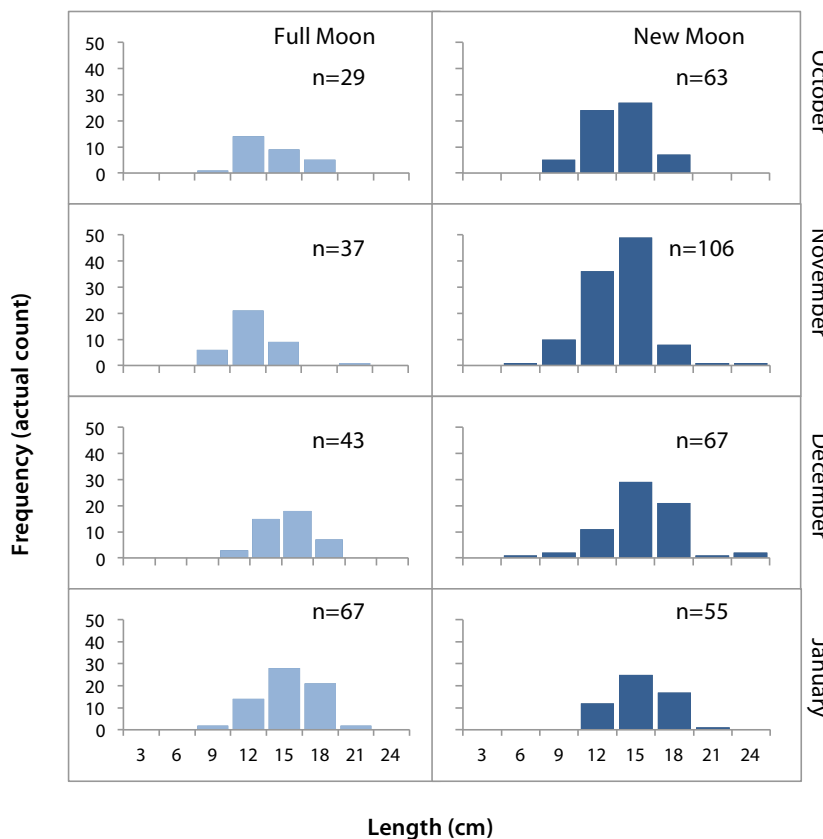 Full Moon
New Moon
October
50
40
30
20
10
0
n=29
n=63
November
50
40
30
20
10
0
n=37
n=106
December
50
40
30
20
10
0
n=43
n=67
January
50
40
30
20
10
0
n=67
n=55
3 6 9 12 15 18 21 24
3 6 9 12 15 18 21 24
Frequency (actual count)
Length (cm)